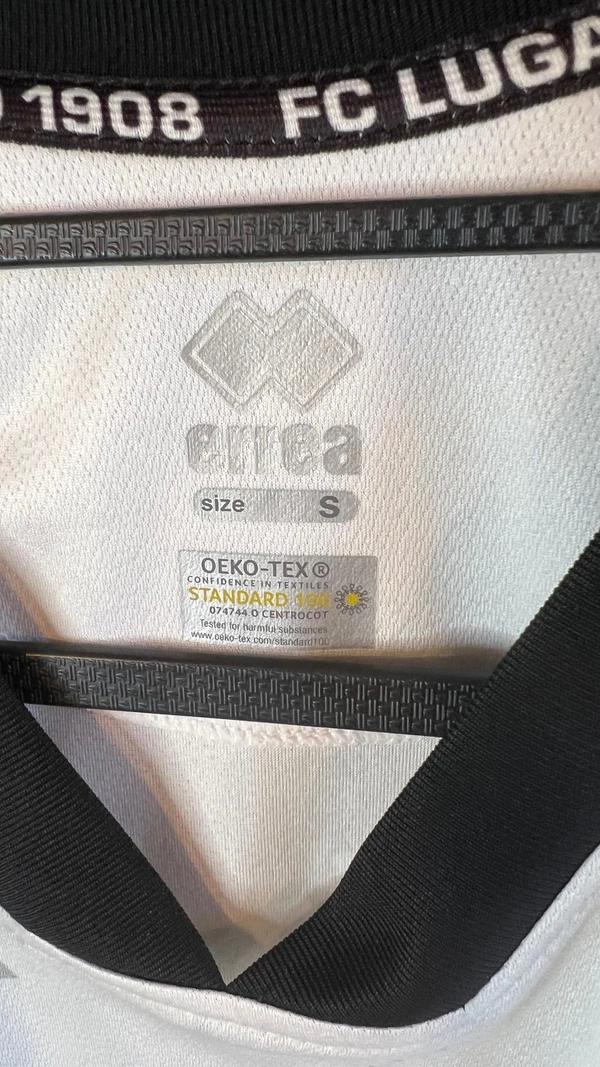 1908 FC LUGA
errea
size S
OEKO-TEX®
CONFIDENCE IN TEXTILES
STANDARD 100
074744.O CENTROCOT
Tested for harmful substances
www.oeko-tex.com/standard100